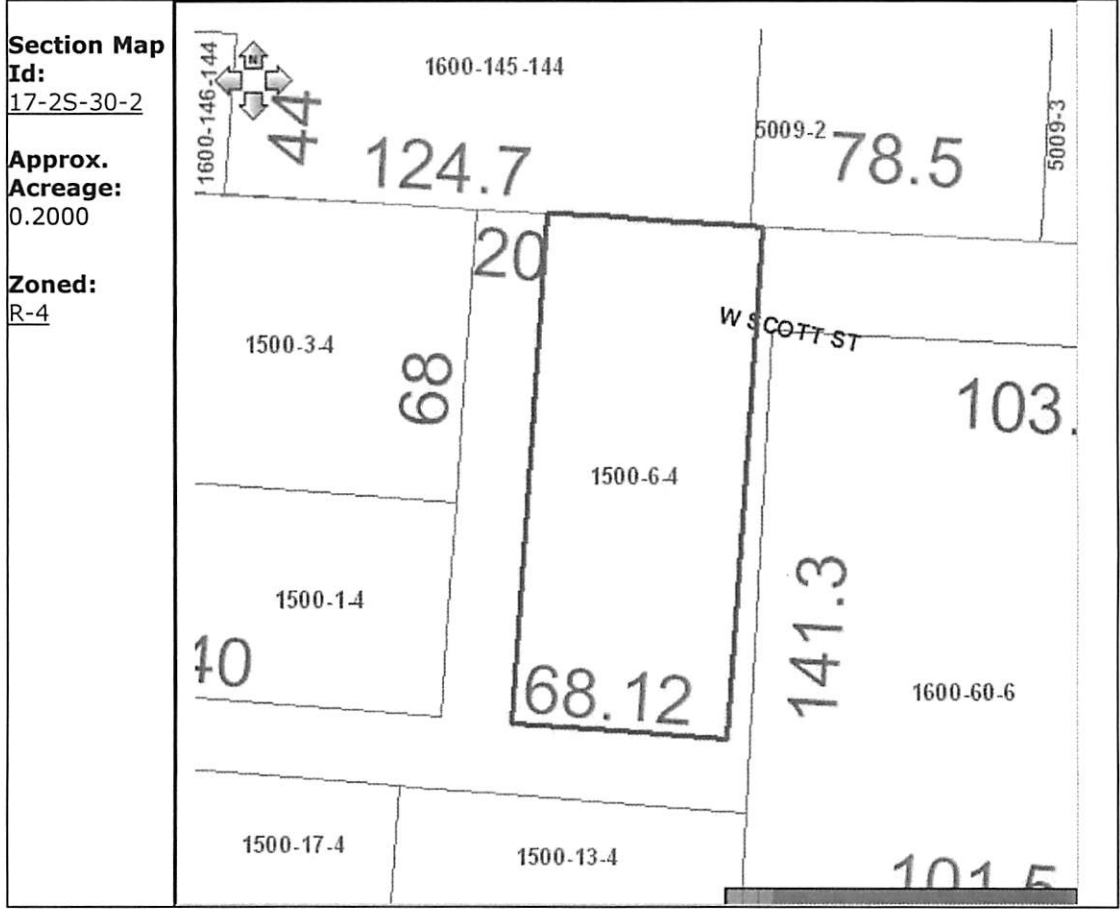 Section Map
Id:
17-2S-30-2
Approx.
Acreage:
0.2000
Zoned:
R-4
N
1600-146-144
44
1600-145-144
124.7
5009-2
78.5
5009-3
20
W SCOTT ST
1500-3-4
68
103.
1500-6-4
141.3
1500-1-4
40
68.12
1600-60-6
1500-17-4
1500-13-4
101.5